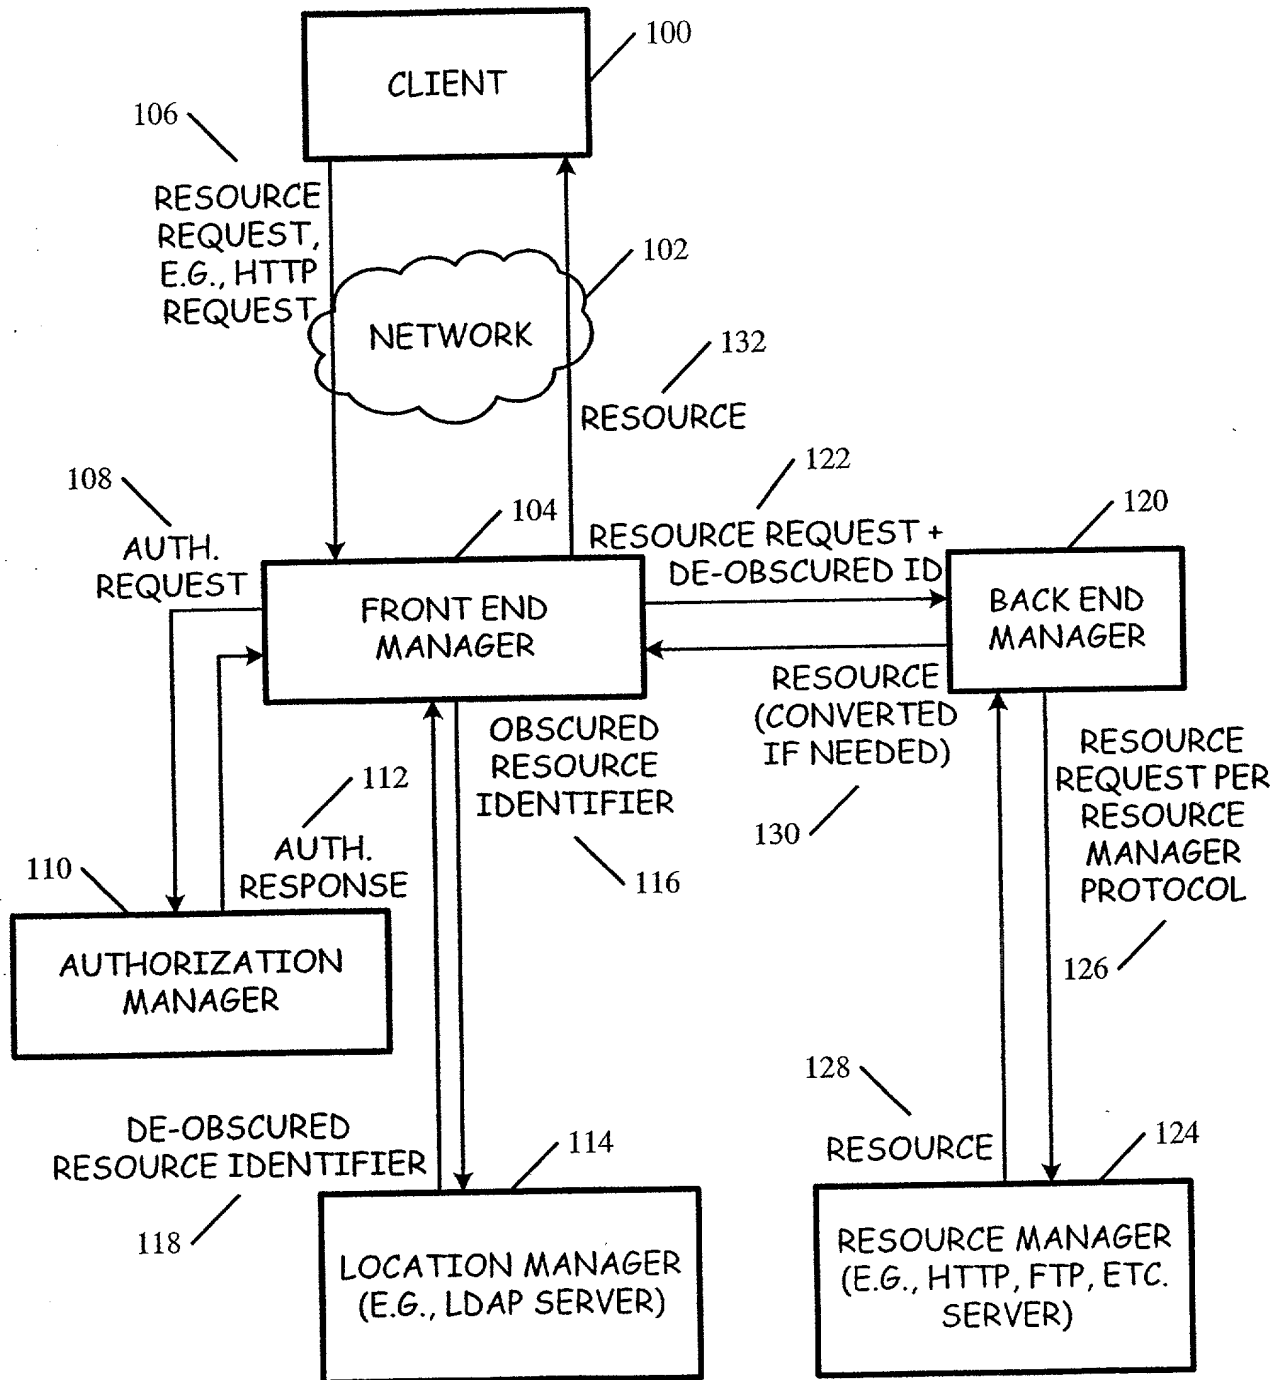 100
CLIENT
106
RESOURCE
REQUEST,
E.G., HTTP
REQUEST
102
NETWORK
132
RESOURCE
108
AUTH.
REQUEST
104
122
RESOURCE REQUEST +
DE-OBSCURED ID
120
FRONT END
MANAGER
BACK END
MANAGER
RESOURCE
(CONVERTED
IF NEEDED)
130
OBSCURED
RESOURCE
IDENTIFIER
116
RESOURCE
REQUEST PER
RESOURCE
MANAGER
PROTOCOL
126
112
AUTH.
RESPONSE
110
AUTHORIZATION
MANAGER
DE-OBSCURED
RESOURCE IDENTIFIER
118
114
LOCATION MANAGER
(E.G., LDAP SERVER)
128
RESOURCE
124
RESOURCE MANAGER
(E.G., HTTP, FTP, ETC.
SERVER)